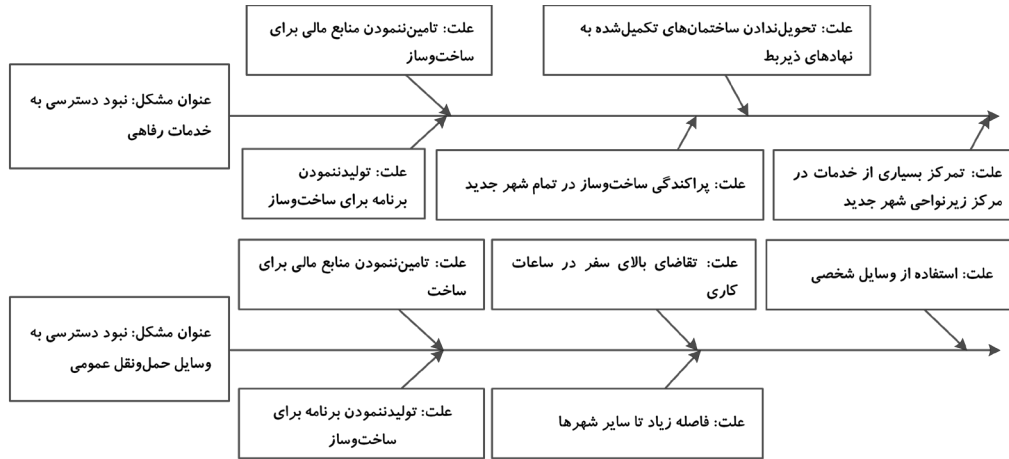 علت: تامین‌ننمودن منابع مالی برای
ساخت‌وساز
علت: تحویل‌ندادن ساختمان‌های تکمیل‌شده به
نهادهای ذیربط
عنوان مشکل: نبود دسترسی به
خدمات رفاهی
علت: تولیدننمودن
برنامه برای ساخت‌وساز
علت: پراکندگی ساخت‌وساز در تمام شهر جدید
علت: تمرکز بسیاری از خدمات در
مرکز زیرنواحی شهر جدید
علت: تامین‌ننمودن منابع مالی برای
ساخت
علت: تقاضای بالای سفر در ساعات
کاری
علت: استفاده از وسایل شخصی
عنوان مشکل: نبود دسترسی به
وسایل حمل‌ونقل عمومی
علت: تولیدننمودن برنامه برای
ساخت‌وساز
علت: فاصله زیاد تا سایر شهرها